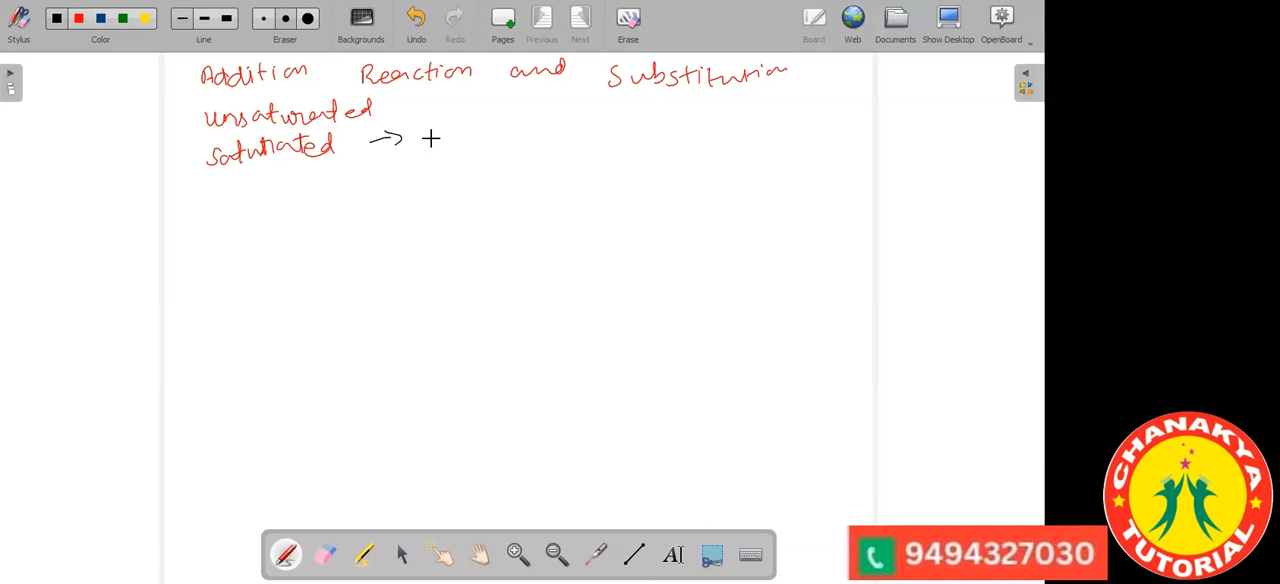 Stylus Color Line Eraser Backgrounds Undo Redo Pages Previous Next Erase Board Web Documents Show Desktop OpenBoard
Addition Reaction and Substitution
unsaturated
saturated →
CHANAKYA
TUTORIAL
9494327030
AI